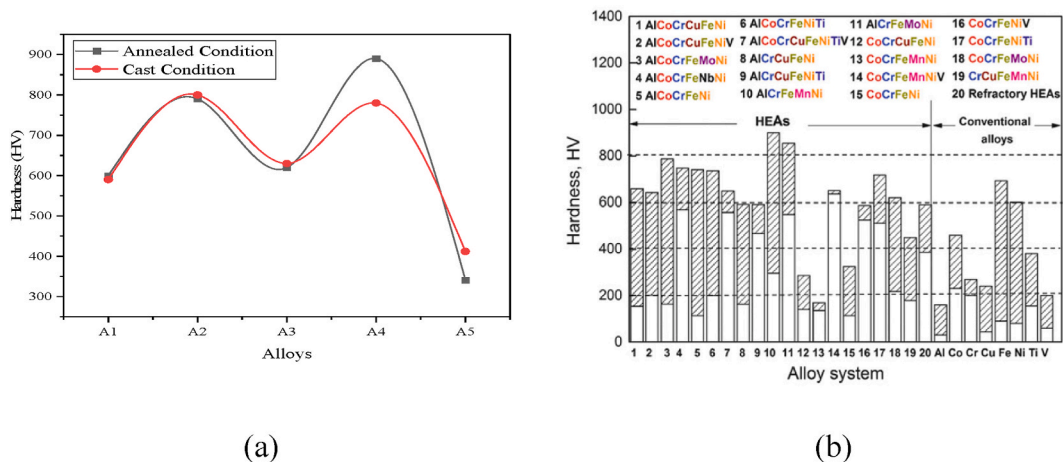 900
800
700
600
500
400
300
Hardness (HV)
Annealed Condition
Cast Condition
A1 A2 A3 A4 A5
Alloys
(a)
1400
1200
1000
800
600
400
200
0
Hardness, HV
1 AlCoCrCuFeNi
2 AlCoCrCuFeNiV
3 AlCoCrFeMoNi
4 AlCoCrFeNbNi
5 AlCoCrFeNi
6 AlCoCrFeNiTi
7 AlCoCrCuFeNiTiV
8 AlCrCuFeNi
9 AlCrCuFeNiTi
10 AlCrFeMnNi
11 AlCrFeMoNi
12 CoCrCuFeNi
13 CoCrFeMnNi
14 CoCrFeMnNiV
15 CoCrFeNi
16 CoCrFeNiV
17 CoCrFeNiTi
18 CoCrFeMoNi
19 CrCuFeMnNi
20 Refractory HEAs
HEAs
Conventional
alloys
1 2 3 4 5 6 7 8 9 10 11 12 13 14 15 16 17 18 19 20 Al Co Cr Cu Fe Ni Ti V
Alloy system
(b)